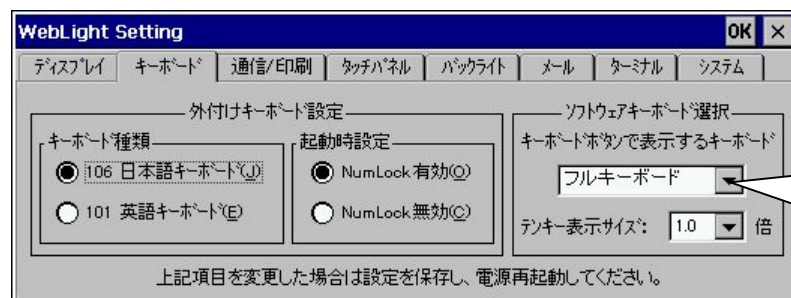 WebLight Setting OK ×
ﾃﾞｨｽﾌﾟﾚｲ ｷｰﾎﾞｰﾄﾞ 通信/印刷 ﾀｯﾁﾊﾟﾈﾙ ﾊﾞｯｸﾗｲﾄ ﾒｰﾙ ﾀｰﾐﾅﾙ ｼｽﾃﾑ
外付けｷｰﾎﾞｰﾄﾞ設定
ｷｰﾎﾞｰﾄﾞ種類
106 日本語ｷｰﾎﾞｰﾄﾞ(J)
101 英語ｷｰﾎﾞｰﾄﾞ(E)
起動時設定
NumLock有効(O)
NumLock無効(C)
ｿﾌﾄｳｪｱｷｰﾎﾞｰﾄﾞ選択
ｷｰﾎﾞｰﾄﾞﾎﾞﾀﾝで表示するｷｰﾎﾞｰﾄﾞ
フルキーボード
ﾃﾝｷｰ表示ｻｲｽﾞ: 1.0 倍
上記項目を変更した場合は設定を保存し、電源再起動してください。